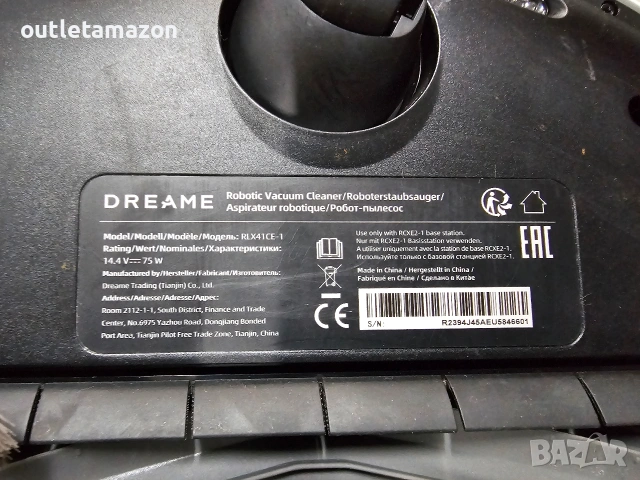 outletamazon
DREAME
Robotic Vacuum Cleaner/Roboterstaubsauger/
Aspirateur robotique/Робот-пылесос
Model/Modell/Modèle/Модель: RLX41CE-1
Rating/Wert/Nominales/Характеристики:
14.4 V⎓75 W
Manufactured by/Hersteller/Fabricant/Изготовитель:
Dreame Trading (Tianjin) Co., Ltd.
Address/Adresse/Adresse/Адрес:
Room 2112-1-1, South District, Finance and Trade
Center, No.6975 Yazhou Road, Dongjiang Bonded
Port Area, Tianjin Pilot Free Trade Zone, Tianjin, China
Use only with RCXE2-1 base station.
Nur mit RCXE2-1 Basisstation verwenden.
A utiliser uniquement avec la station de base RCXE2-1.
Используйте только с базовой станцией RCXE2-1.
Made in China / Hergestellt in China /
Fabriqué en Chine / Сделано в Китае
CE
EAC
S/N:
R2394J45AEU5846601
BAZAR